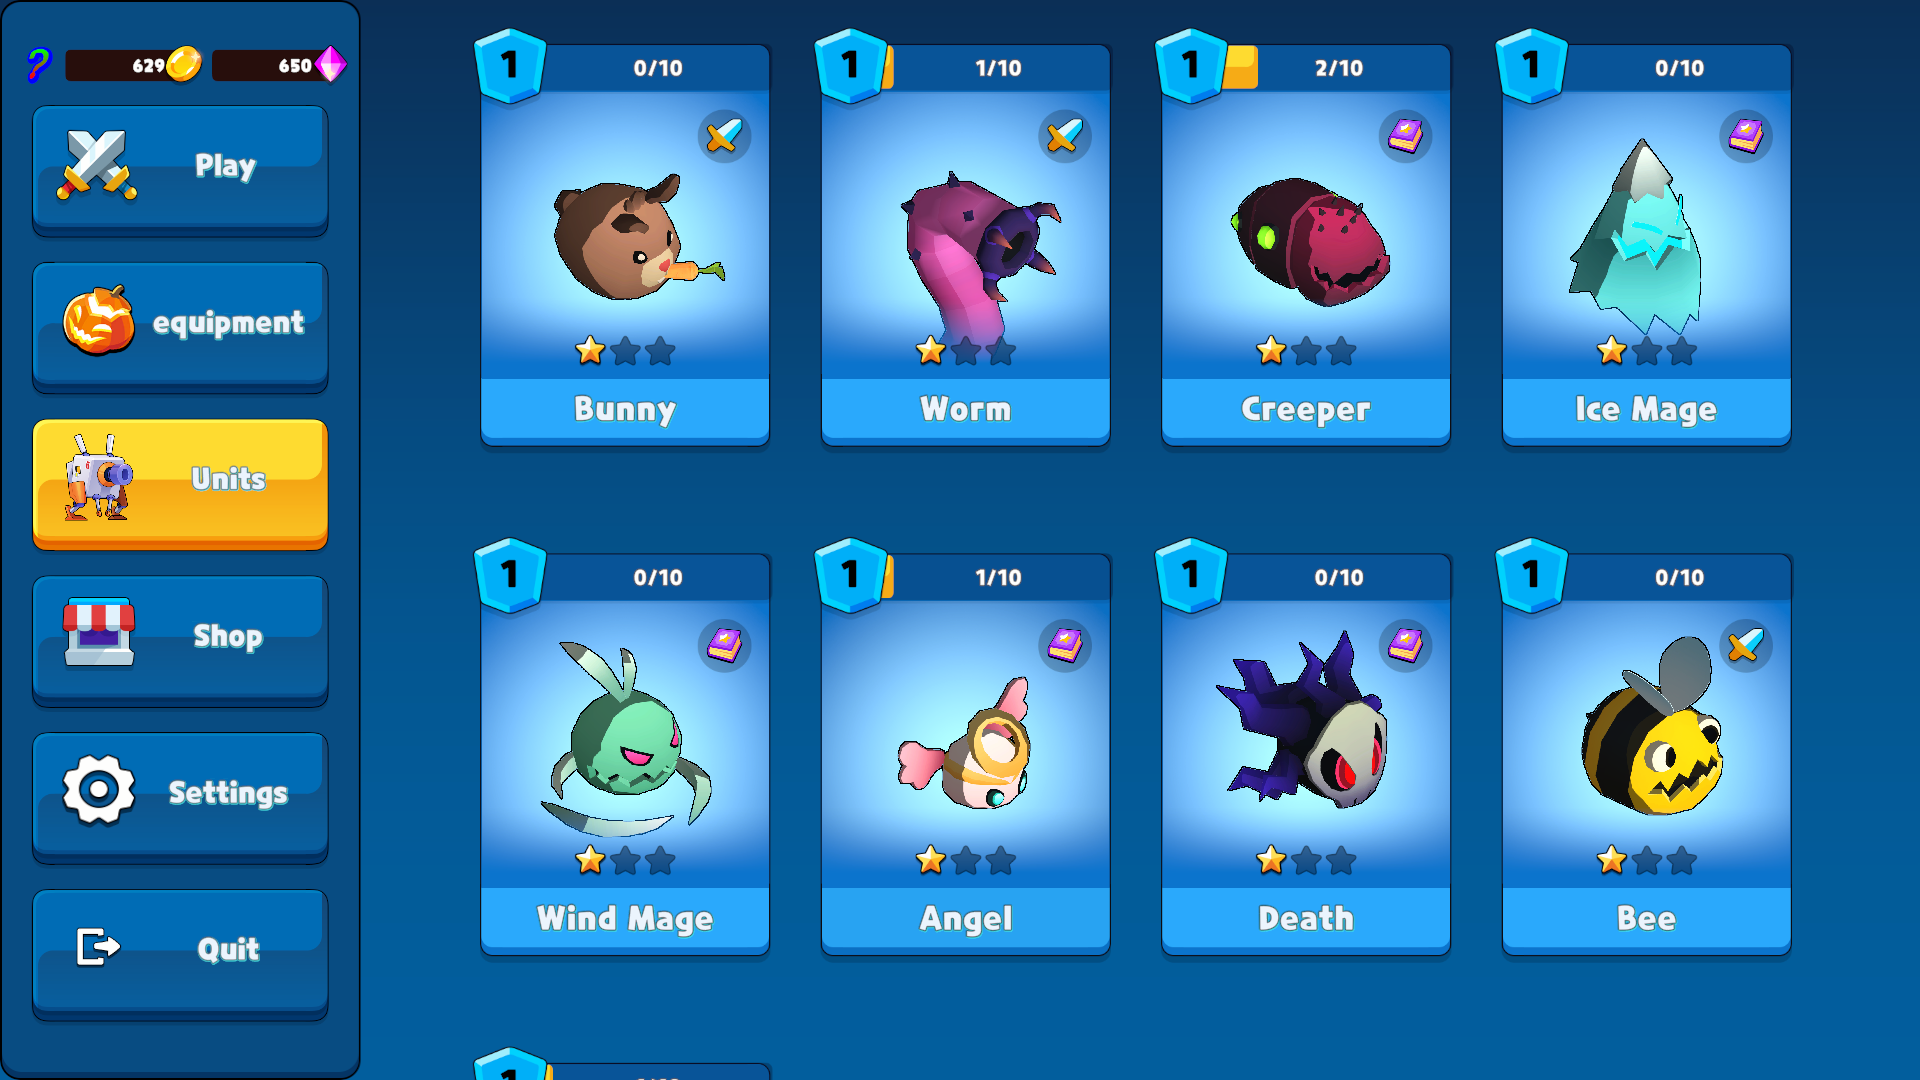 629
650
Play
equipment
Units
Shop
Settings
Quit
1
0/10
1
1/10
1
2/10
1
0/10
Bunny
Worm
Creeper
Ice Mage
1
0/10
1
1/10
1
0/10
1
0/10
Wind Mage
Angel
Death
Bee
1